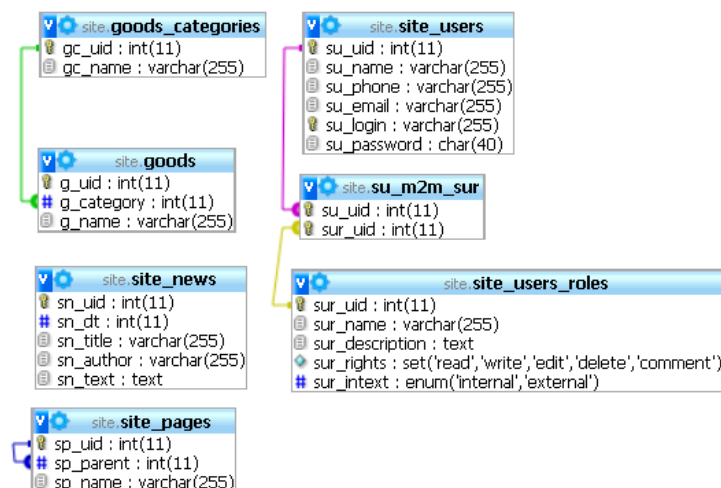 site.goods_categories
gc_uid : int(11)
gc_name : varchar(255)
site.goods
g_uid : int(11)
# g_category : int(11)
g_name : varchar(255)
site.site_news
sn_uid : int(11)
# sn_dt : int(11)
sn_title : varchar(255)
sn_author : varchar(255)
sn_text : text
site.site_pages
sp_uid : int(11)
# sp_parent : int(11)
sp_name : varchar(255)
site.site_users
su_uid : int(11)
su_name : varchar(255)
su_phone : varchar(255)
su_email : varchar(255)
su_login : varchar(255)
su_password : char(40)
site.su_m2m_sur
su_uid : int(11)
sur_uid : int(11)
site.site_users_roles
sur_uid : int(11)
sur_name : varchar(255)
sur_description : text
sur_rights : set('read','write','edit','delete','comment')
# sur_intext : enum('internal','external')